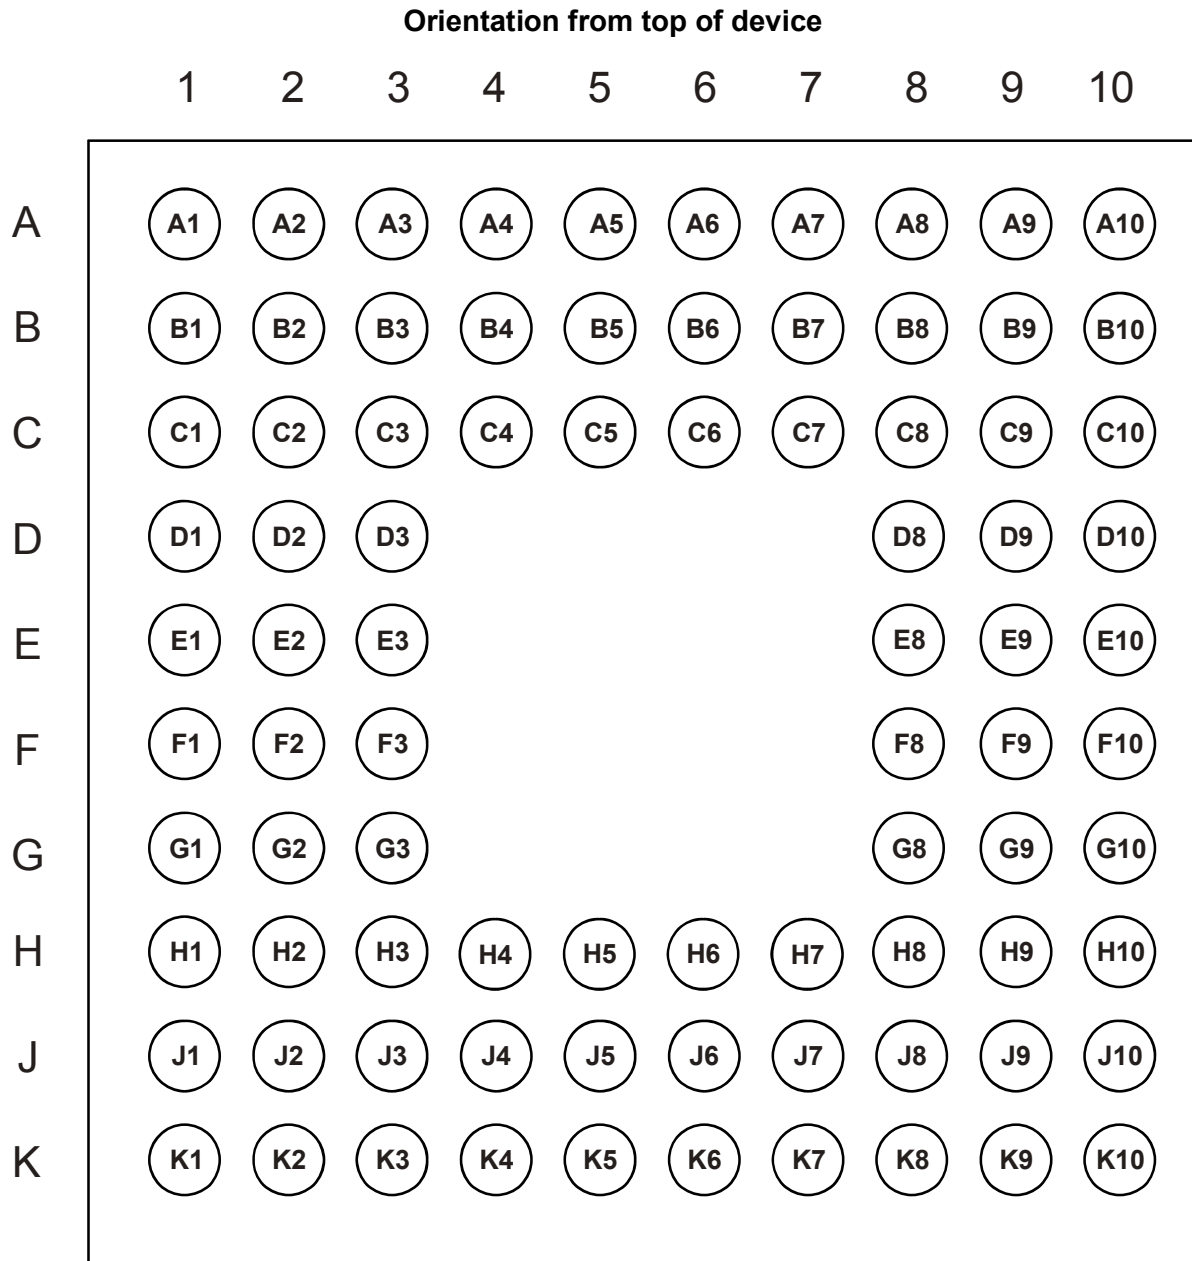 Orientation from top of device
1 2 3 4 5 6 7 8 9 10
A A1 A2 A3 A4 A5 A6 A7 A8 A9 A10
B B1 B2 B3 B4 B5 B6 B7 B8 B9 B10
C C1 C2 C3 C4 C5 C6 C7 C8 C9 C10
D D1 D2 D3 D8 D9 D10
E E1 E2 E3 E8 E9 E10
F F1 F2 F3 F8 F9 F10
G G1 G2 G3 G8 G9 G10
H H1 H2 H3 H4 H5 H6 H7 H8 H9 H10
J J1 J2 J3 J4 J5 J6 J7 J8 J9 J10
K K1 K2 K3 K4 K5 K6 K7 K8 K9 K10